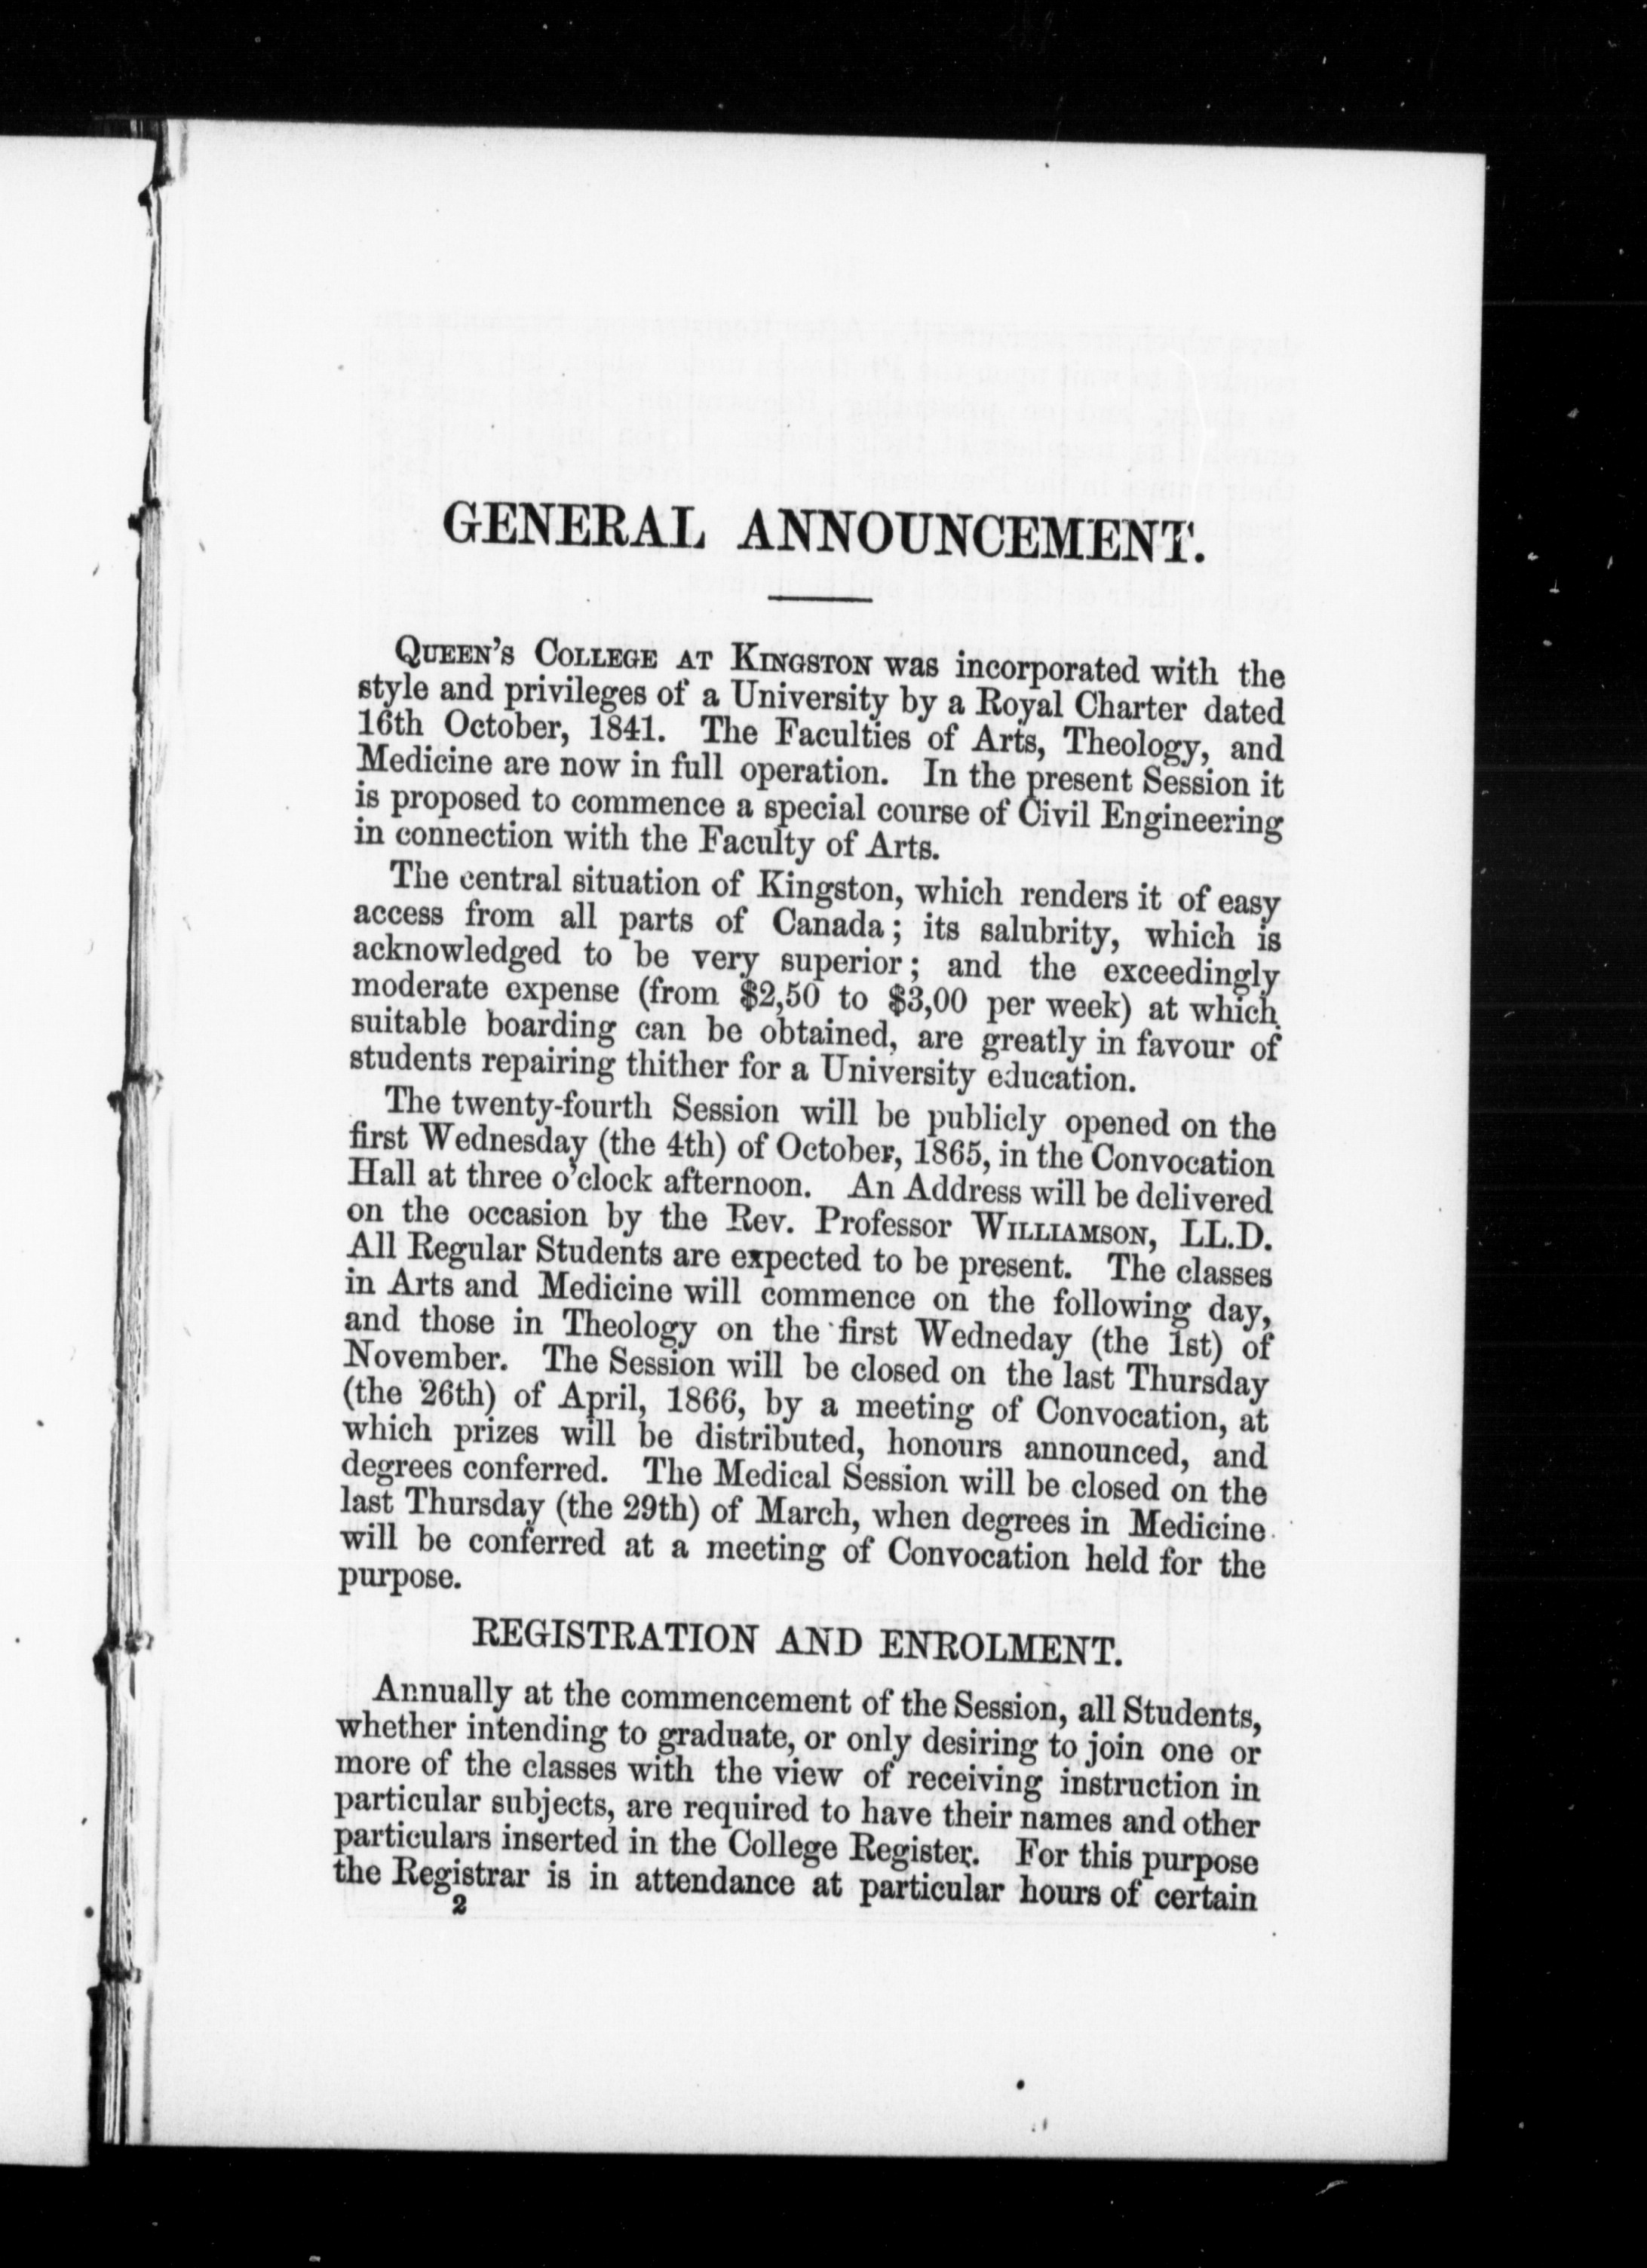 GENERAL ANNOUNCEMENT.
QUEEN'S COLLEGE AT KINGSTON was incorporated with the
style and privileges of a University by a Royal Charter dated
16th October, 1841. The Faculties of Arts, Theology, and
Medicine are now in full operation. In the present Session it
is proposed to commence a special course of Civil Engineering
in connection with the Faculty of Arts.
The central situation of Kingston, which renders it of easy
access from all parts of Canada; its salubrity, which is
acknowledged to be very superior; and the exceedingly
moderate expense (from $2,50 to $3,00 per week) at which
suitable boarding can be obtained, are greatly in favour of
students repairing thither for a University education.
The twenty-fourth Session will be publicly opened on the
first Wednesday (the 4th) of October, 1865, in the Convocation
Hall at three o'clock afternoon. An Address will be delivered
on the occasion by the Rev. Professor WILLIAMSON, LL.D.
All Regular Students are expected to be present. The classes
in Arts and Medicine will commence on the following day,
and those in Theology on the first Wedneday (the 1st) of
November. The Session will be closed on the last Thursday
(the 26th) of April, 1866, by a meeting of Convocation, at
which prizes will be distributed, honours announced, and
degrees conferred. The Medical Session will be closed on the
last Thursday (the 29th) of March, when degrees in Medicine
will be conferred at a meeting of Convocation held for the
purpose.
REGISTRATION AND ENROLMENT.
Annually at the commencement of the Session, all Students,
whether intending to graduate, or only desiring to join one or
more of the classes with the view of receiving instruction in
particular subjects, are required to have their names and other
particulars inserted in the College Register. For this purpose
the Registrar is in attendance at particular hours of certain
2